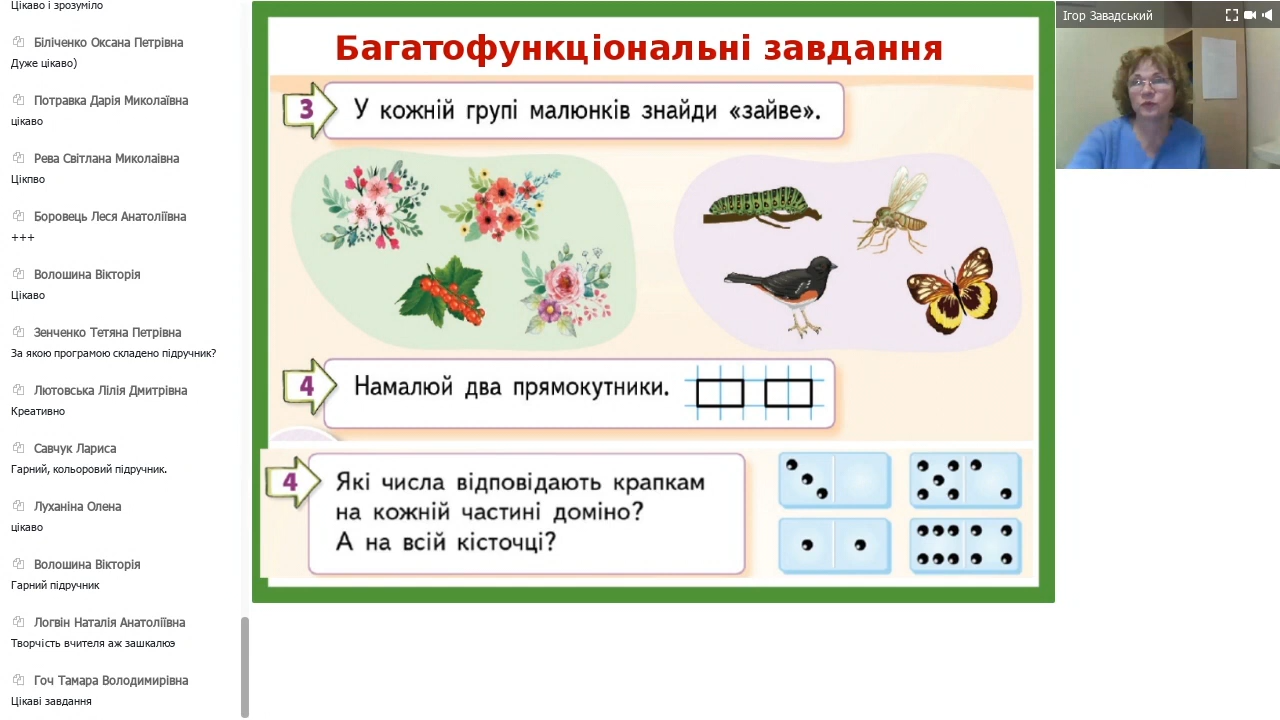 Цікаво і зрозуміло
Біліченко Оксана Петрівна
Дуже цікаво)
Потравка Дарія Миколаївна
цікаво
Рева Світлана Миколаівна
Цікпво
Боровець Леся Анатоліївна
+++
Волошина Вікторія
Цікаво
Зенченко Тетяна Петрівна
За якою програмою складено підручник?
Лютовська Лілія Дмитрівна
Креативно
Савчук Лариса
Гарний, кольоровий підручник.
Луханіна Олена
цікаво
Волошина Вікторія
Гарний підручник
Логвін Наталія Анатоліївна
Творчість вчителя аж зашкалюэ
Гоч Тамара Володимирівна
Цікаві завдання
Багатофункціональні завдання
3 У кожній групі малюнків знайди «зайве».
4 Намалюй два прямокутники.
4 Які числа відповідають крапкам
на кожній частині доміно?
А на всій кісточці?
Ігор Завадський